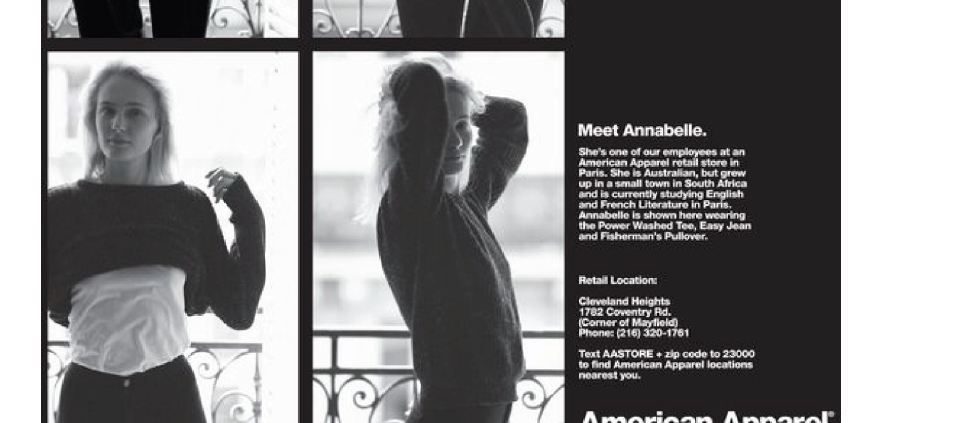 Meet Annabelle.
She's one of our employees at an
American Apparel retail store in
Paris. She is Australian, but grew
up in a small town in South Africa
and is currently studying English
and French Literature in Paris.
Annabelle is shown here wearing
the Power Washed Tee, Easy Jean
and Fisherman's Pullover.
Retail Location:
Cleveland Heights
1782 Coventry Rd.
(Corner of Mayfield)
Phone: (216) 320-1761
Text AASTORE + zip code to 23000
to find American Apparel locations
nearest you.
American Apparel®